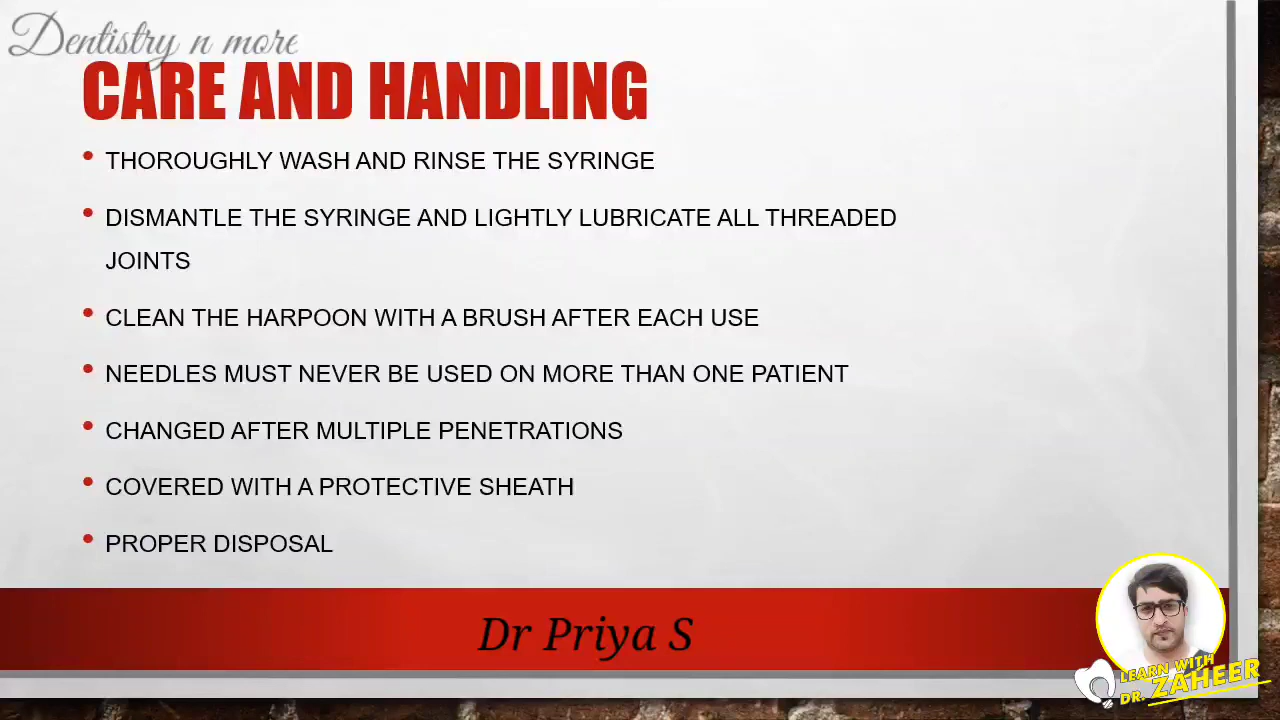 Dentistry n more
CARE AND HANDLING
• THOROUGHLY WASH AND RINSE THE SYRINGE
• DISMANTLE THE SYRINGE AND LIGHTLY LUBRICATE ALL THREADED
JOINTS
• CLEAN THE HARPOON WITH A BRUSH AFTER EACH USE
• NEEDLES MUST NEVER BE USED ON MORE THAN ONE PATIENT
• CHANGED AFTER MULTIPLE PENETRATIONS
• COVERED WITH A PROTECTIVE SHEATH
• PROPER DISPOSAL
Dr Priya S
LEARN WITH
DR. ZAHEER